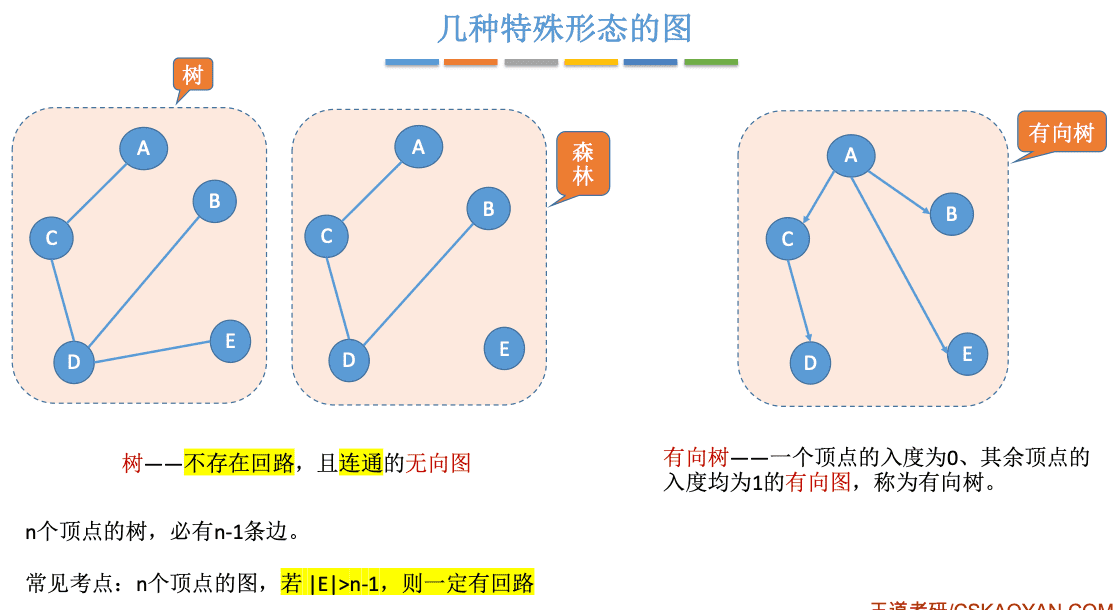 几种特殊形态的图
树
A
B
C
D
E
森
林
A
B
C
D
E
有向树
A
B
C
D
E
树——不存在回路，且连通的无向图
n个顶点的树，必有n-1条边。
常见考点：n个顶点的图，若 |E|>n-1，则一定有回路
有向树——一个顶点的入度为0、其余顶点的
入度均为1的有向图，称为有向树。
王道考研/CSKAOYAN.COM